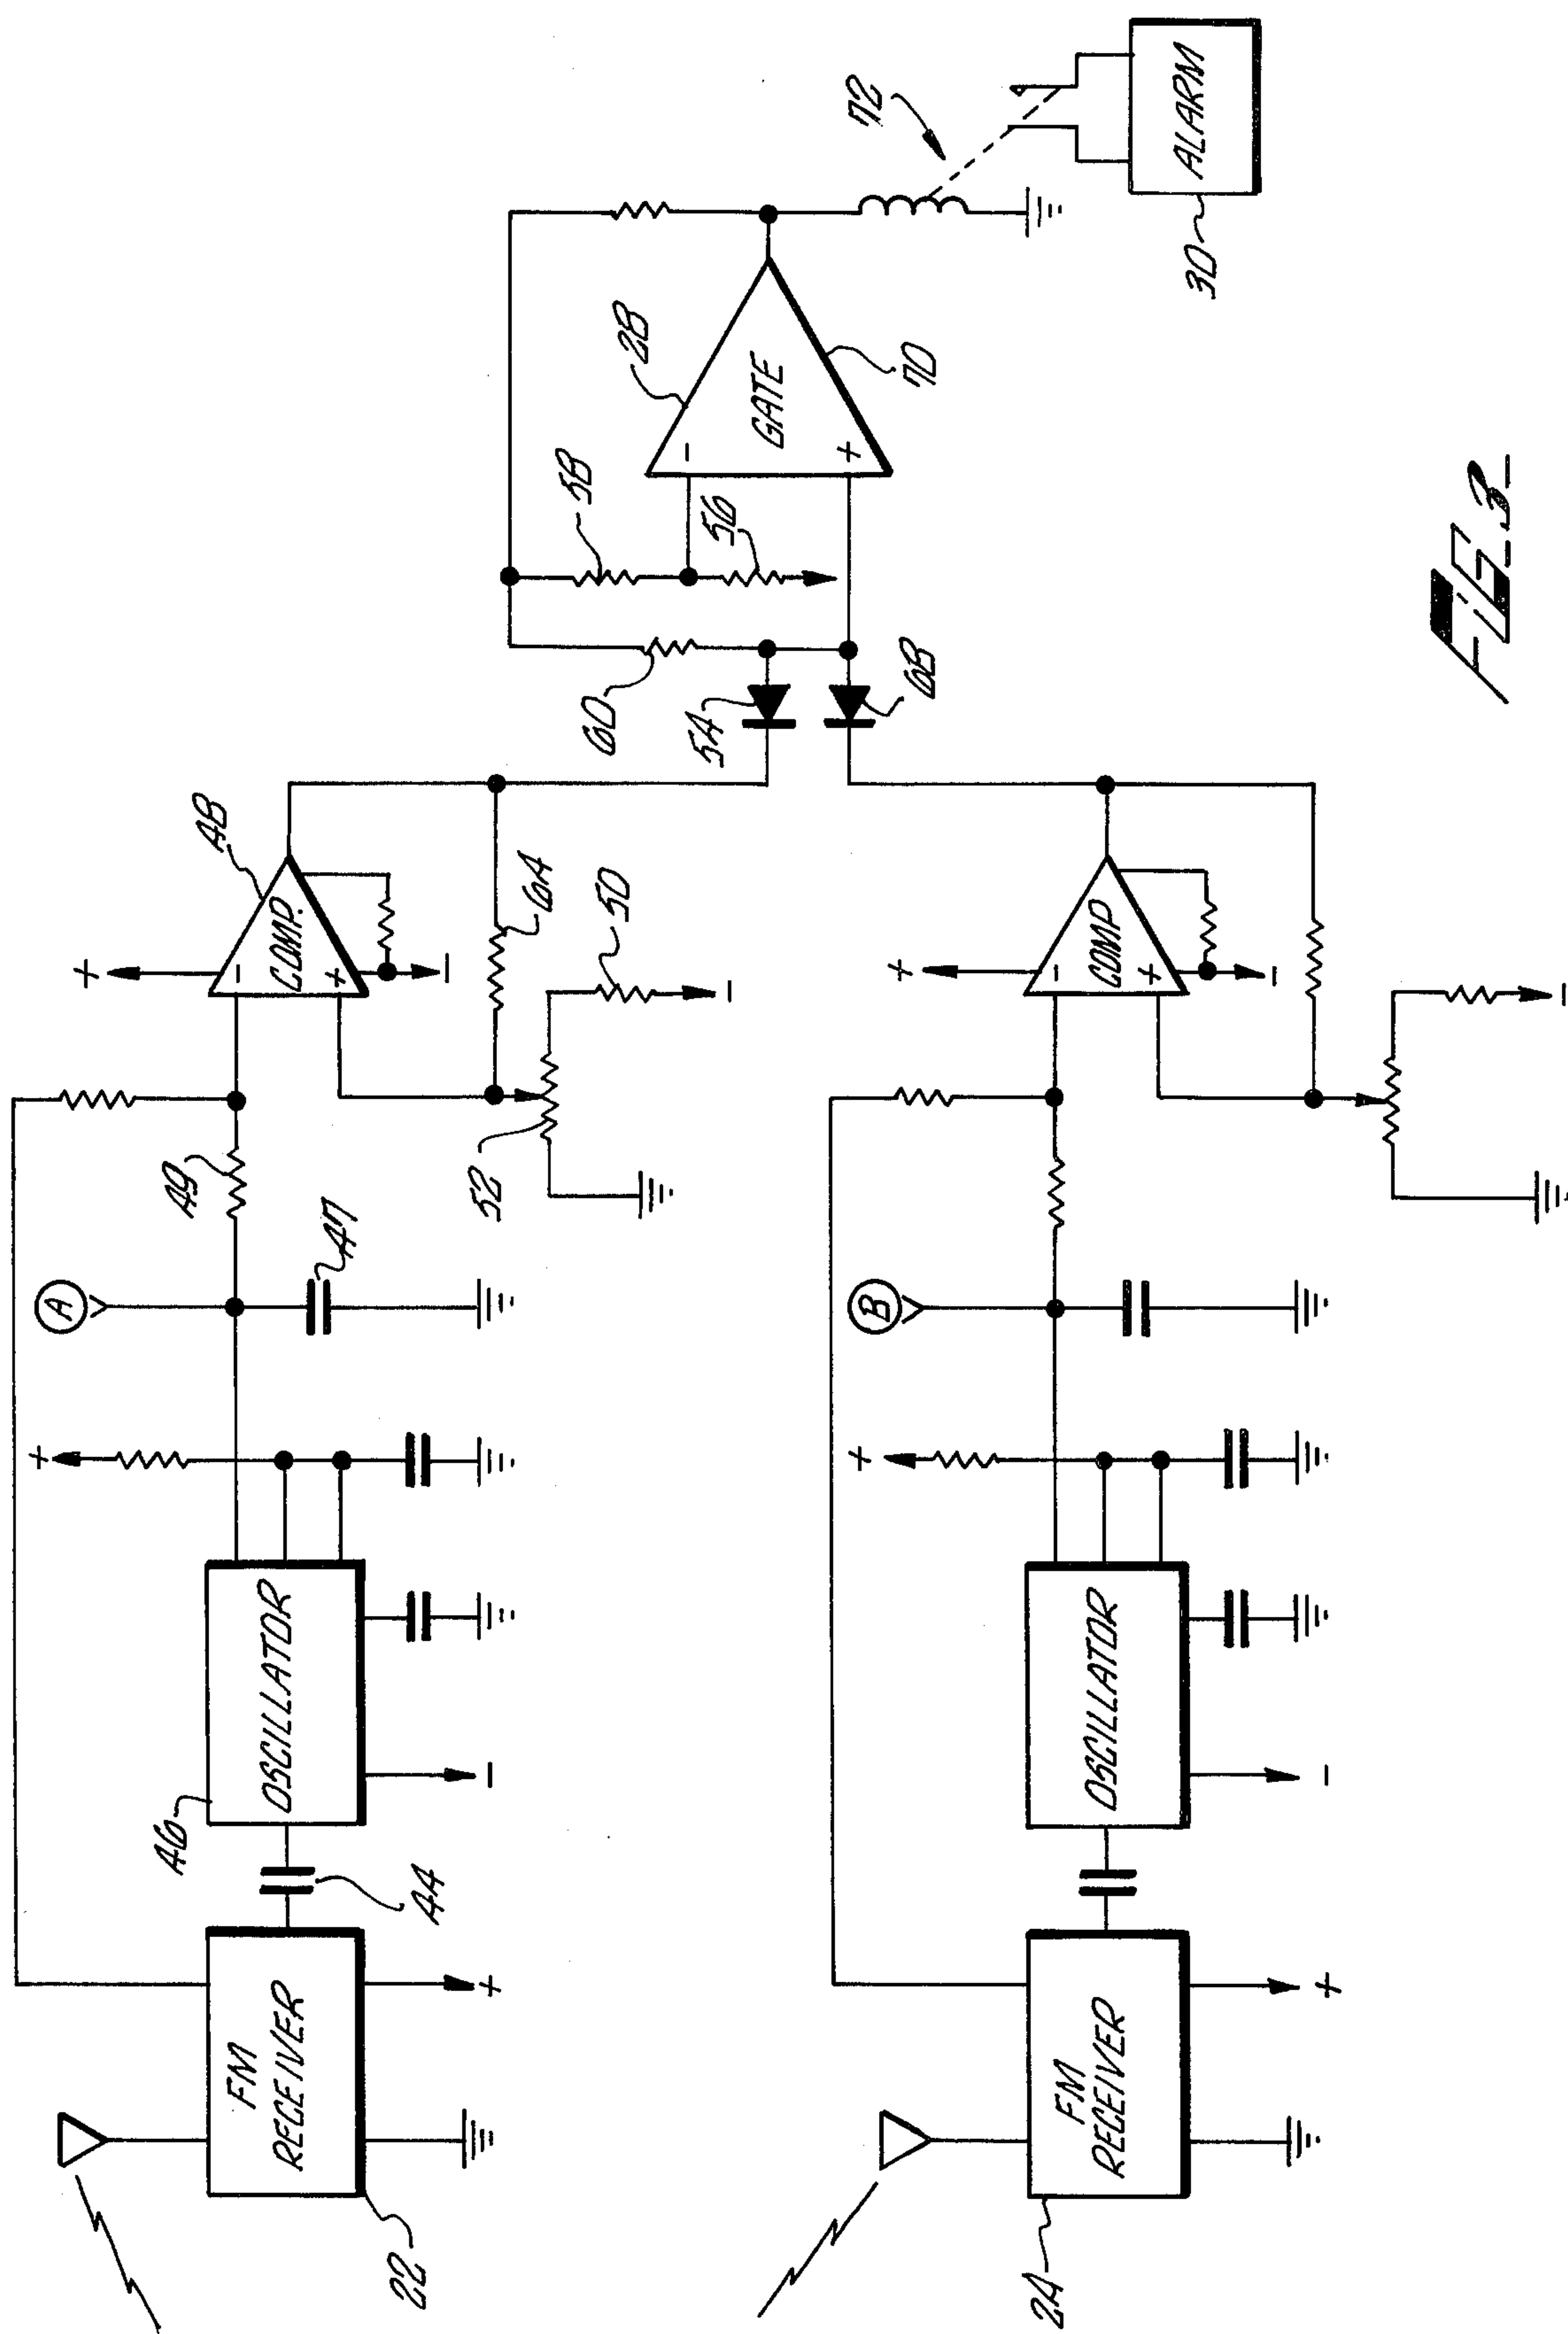 FM
RECEIVER
22
+
44
OSCILLATOR
46
-
+
A
47
49
COMP.
48
-
+
+
-
52
50
-
64
FM
RECEIVER
24
+
OSCILLATOR
-
+
B
COMP
-
+
+
-
-
54
68
60
58
56
GATE
-
+
28
70
72
ALARM
30
FIG. 3